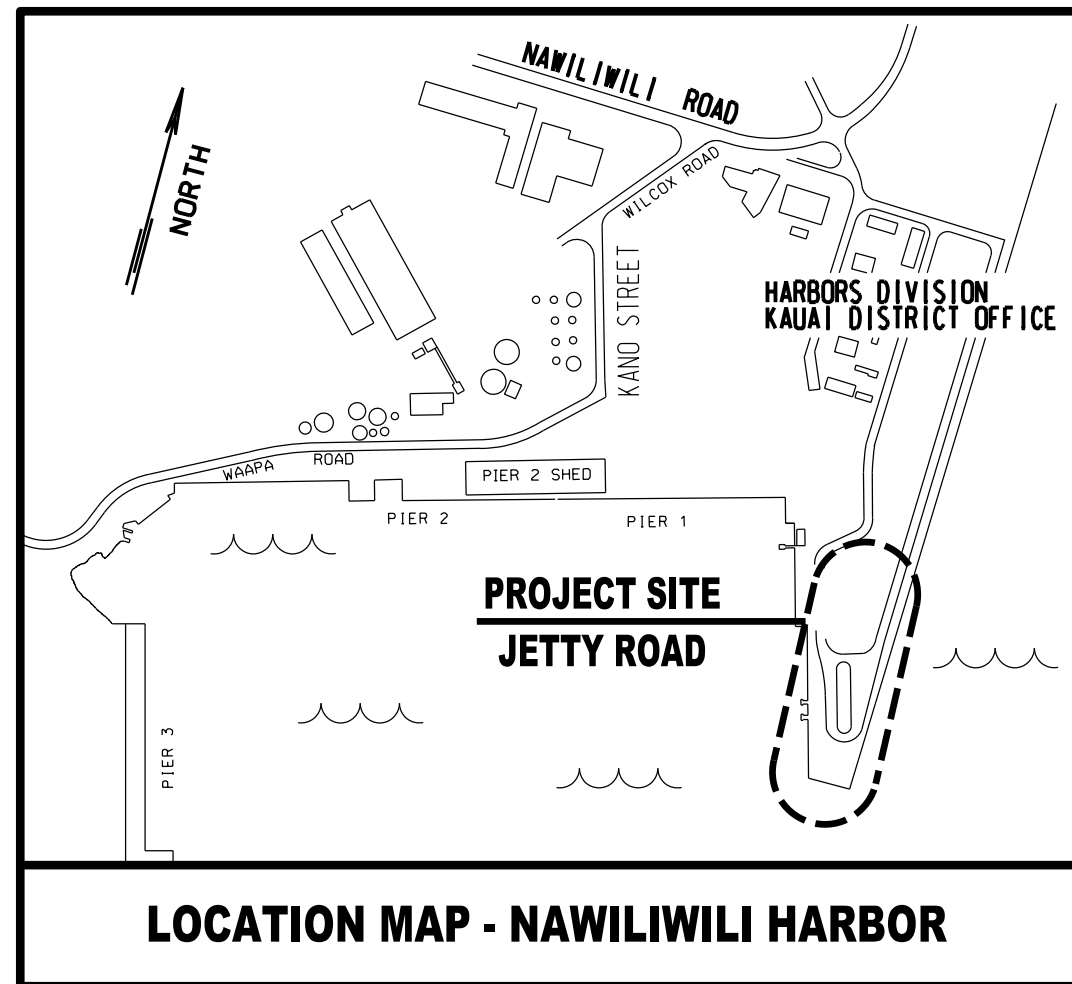 NAWILIWILI ROAD
NORTH
WILCOX ROAD
KANO STREET
HARBORS DIVISION
KAUAI DISTRICT OFFICE
WAAPA ROAD
PIER 2 SHED
PIER 2
PIER 1
PROJECT SITE
JETTY ROAD
PIER 3
LOCATION MAP - NAWILIWILI HARBOR